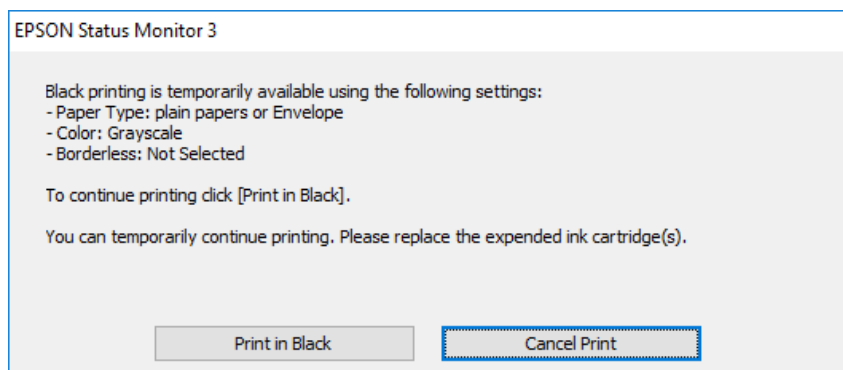 EPSON Status Monitor 3
Black printing is temporarily available using the following settings:
- Paper Type: plain papers or Envelope
- Color: Grayscale
- Borderless: Not Selected
To continue printing click [Print in Black].
You can temporarily continue printing. Please replace the expended ink cartridge(s).
Print in Black
Cancel Print